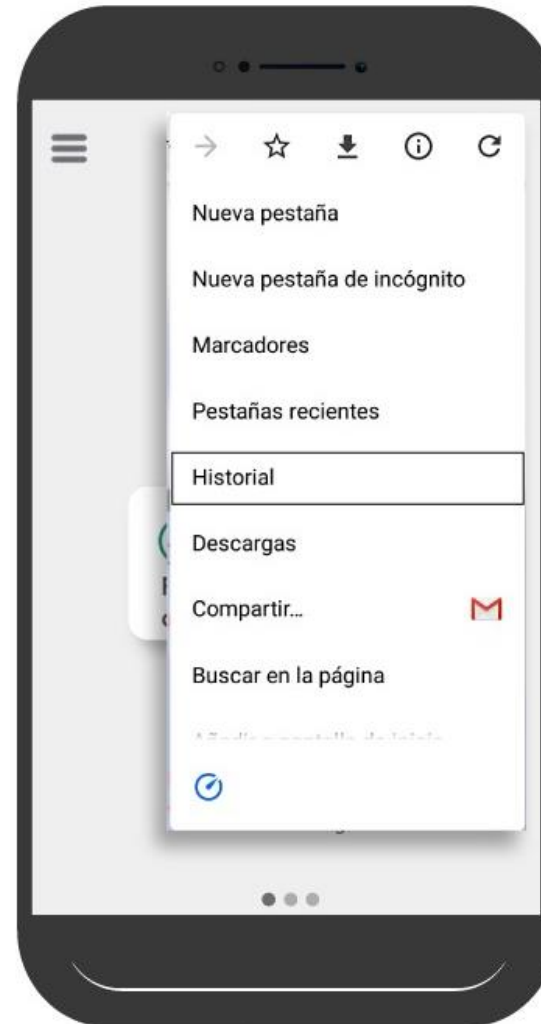 Nueva pestaña
Nueva pestaña de incógnito
Marcadores
Pestañas recientes
Historial
Descargas
Compartir...
Buscar en la página